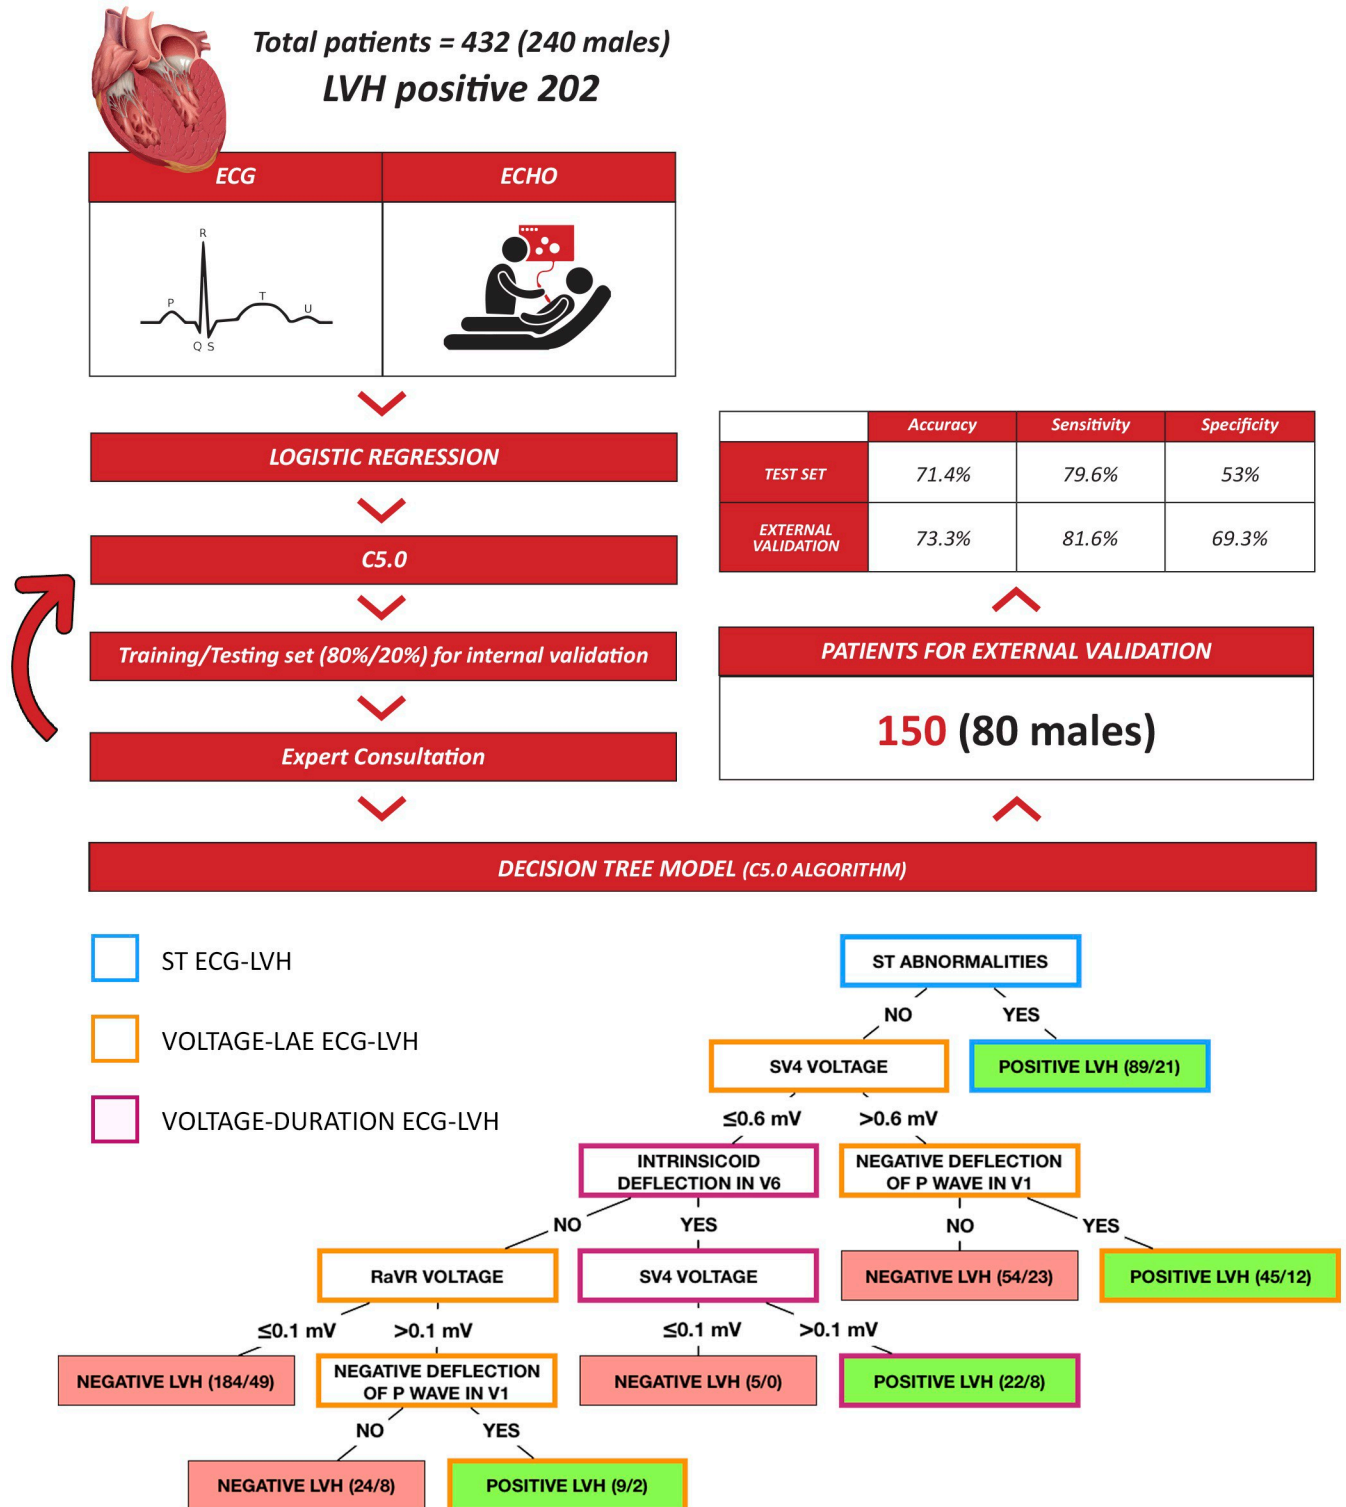 Total patients = 432 (240 males)
LVH positive 202
ECG
ECHO
R
P
T
U
Q S
LOGISTIC REGRESSION
C5.0
Training/Testing set (80%/20%) for internal validation
Expert Consultation
Accuracy
Sensitivity
Specificity
TEST SET
71.4%
79.6%
53%
EXTERNAL
VALIDATION
73.3%
81.6%
69.3%
PATIENTS FOR EXTERNAL VALIDATION
150 (80 males)
DECISION TREE MODEL (C5.0 ALGORITHM)
ST ECG-LVH
VOLTAGE-LAE ECG-LVH
VOLTAGE-DURATION ECG-LVH
ST ABNORMALITIES
NO
YES
SV4 VOLTAGE
POSITIVE LVH (89/21)
≤0.6 mV
>0.6 mV
INTRINSICOID
DEFLECTION IN V6
NEGATIVE DEFLECTION
OF P WAVE IN V1
NO
YES
NO
YES
RaVR VOLTAGE
SV4 VOLTAGE
NEGATIVE LVH (54/23)
POSITIVE LVH (45/12)
≤0.1 mV
>0.1 mV
≤0.1 mV
>0.1 mV
NEGATIVE LVH (184/49)
NEGATIVE DEFLECTION
OF P WAVE IN V1
NEGATIVE LVH (5/0)
POSITIVE LVH (22/8)
NO
YES
NEGATIVE LVH (24/8)
POSITIVE LVH (9/2)